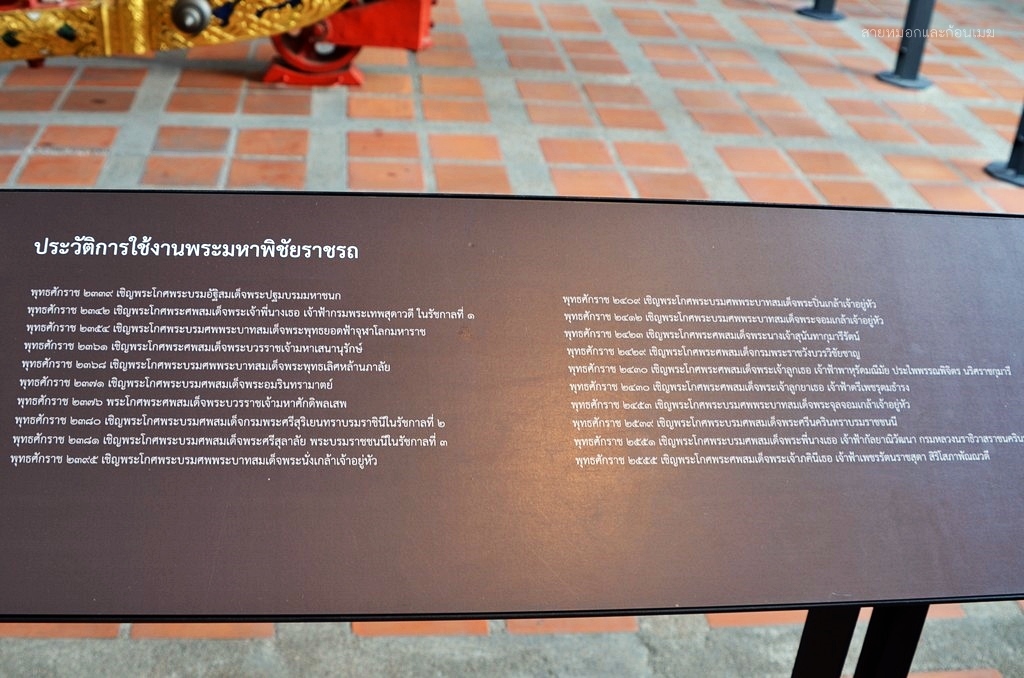 สายหมอกและก้อนเมฆ
ประวัติการใช้งานพระมหาพิชัยราชรถ
พุทธศักราช ๒๓๓๙ เชิญพระโกศพระบรมอัฐิสมเด็จพระปฐมบรมมหาชนก
พุทธศักราช ๒๓๔๒ เชิญพระโกศพระศพสมเด็จพระเจ้าพี่นางเธอ เจ้าฟ้ากรมพระเทพสุดาวดี ในรัชกาลที่ ๑
พุทธศักราช ๒๓๕๔ เชิญพระโกศพระบรมศพพระบาทสมเด็จพระพุทธยอดฟ้าจุฬาโลกมหาราช
พุทธศักราช ๒๓๖๑ เชิญพระโกศพระศพสมเด็จพระบวรราชเจ้ามหาเสนานุรักษ์
พุทธศักราช ๒๓๖๘ เชิญพระโกศพระบรมศพพระบาทสมเด็จพระพุทธเลิศหล้านภาลัย
พุทธศักราช ๒๓๗๑ เชิญพระโกศพระบรมศพสมเด็จพระอมรินทรามาตย์
พุทธศักราช ๒๓๗๖ พระโกศพระศพสมเด็จพระบวรราชเจ้ามหาศักดิพลเสพ
พุทธศักราช ๒๓๘๐ เชิญพระโกศพระบรมศพสมเด็จกรมพระศรีสุริเยนทราบรมราชินีในรัชกาลที่ ๒
พุทธศักราช ๒๓๘๑ เชิญพระโกศพระบรมศพสมเด็จพระศรีสุลาลัย พระบรมราชชนนีในรัชกาลที่ ๓
พุทธศักราช ๒๓๙๕ เชิญพระโกศพระบรมศพพระบาทสมเด็จพระนั่งเกล้าเจ้าอยู่หัว
พุทธศักราช ๒๔๐๙ เชิญพระโกศพระบรมศพพระบาทสมเด็จพระปิ่นเกล้าเจ้าอยู่หัว
พุทธศักราช ๒๔๑๒ เชิญพระโกศพระบรมศพพระบาทสมเด็จพระจอมเกล้าเจ้าอยู่หัว
พุทธศักราช ๒๔๒๓ เชิญพระโกศพระศพสมเด็จพระนางเจ้าสุนันทากุมารีรัตน์
พุทธศักราช ๒๔๒๙ เชิญพระโกศพระศพสมเด็จกรมพระราชวังบวรวิชัยชาญ
พุทธศักราช ๒๔๓๐ เชิญพระโกศพระศพสมเด็จพระเจ้าลูกเธอ เจ้าฟ้าพาหุรัดมณีมัย ประไพพรรณพิจิตร นริศราชกุมารี
พุทธศักราช ๒๔๓๐ เชิญพระโกศพระศพสมเด็จพระเจ้าลูกยาเธอ เจ้าฟ้าตรีเพชรุตมธำรง
พุทธศักราช ๒๔๕๓ เชิญพระโกศพระบรมศพพระบาทสมเด็จพระจุลจอมเกล้าเจ้าอยู่หัว
พุทธศักราช ๒๕๓๙ เชิญพระโกศพระบรมศพสมเด็จพระศรีนครินทราบรมราชชนนี
พุทธศักราช ๒๕๕๑ เชิญพระโกศพระศพสมเด็จพระพี่นางเธอ เจ้าฟ้ากัลยาณิวัฒนา กรมหลวงนราธิวาสราชนครินทร์
พุทธศักราช ๒๕๕๕ เชิญพระโกศพระศพสมเด็จพระเจ้าภคินีเธอ เจ้าฟ้าเพชรรัตนราชสุดา สิริโสภาพัณณวดี